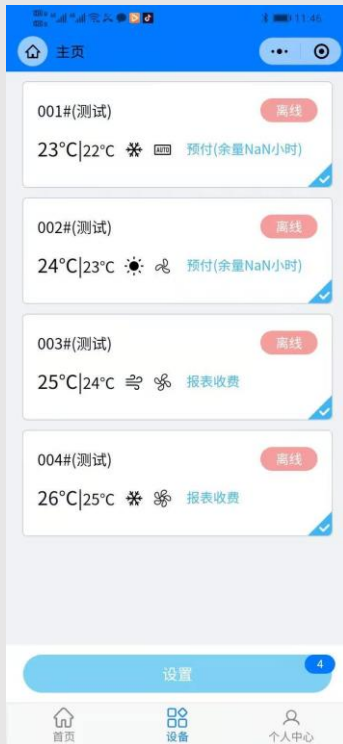 11:46
主页
001#(测试) 离线
23°C|22°C AUTO 预付(余量NaN小时)
002#(测试) 离线
24°C|23°C 预付(余量NaN小时)
003#(测试) 离线
25°C|24°C 报表收费
004#(测试) 离线
26°C|25°C 报表收费
设置 4
首页 设备 个人中心